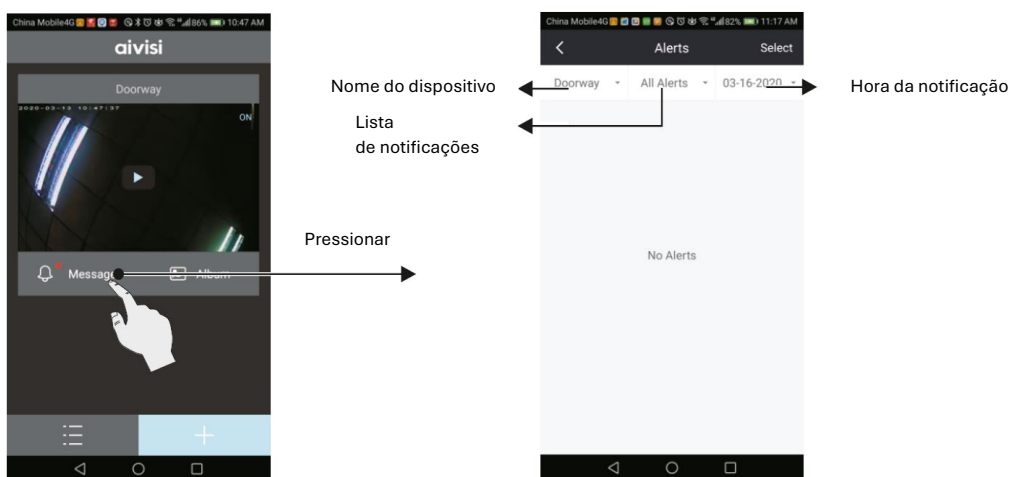 China Mobile4G 86% 10:47 AM
aivisi
Doorway
2020-03-13 10:47:37
ON
Message
Album
Pressionar
China Mobile4G 82% 11:17 AM
Alerts
Select
Doorway
All Alerts
03-16-2020
No Alerts
Nome do dispositivo
Lista
de notificações
Hora da notificação